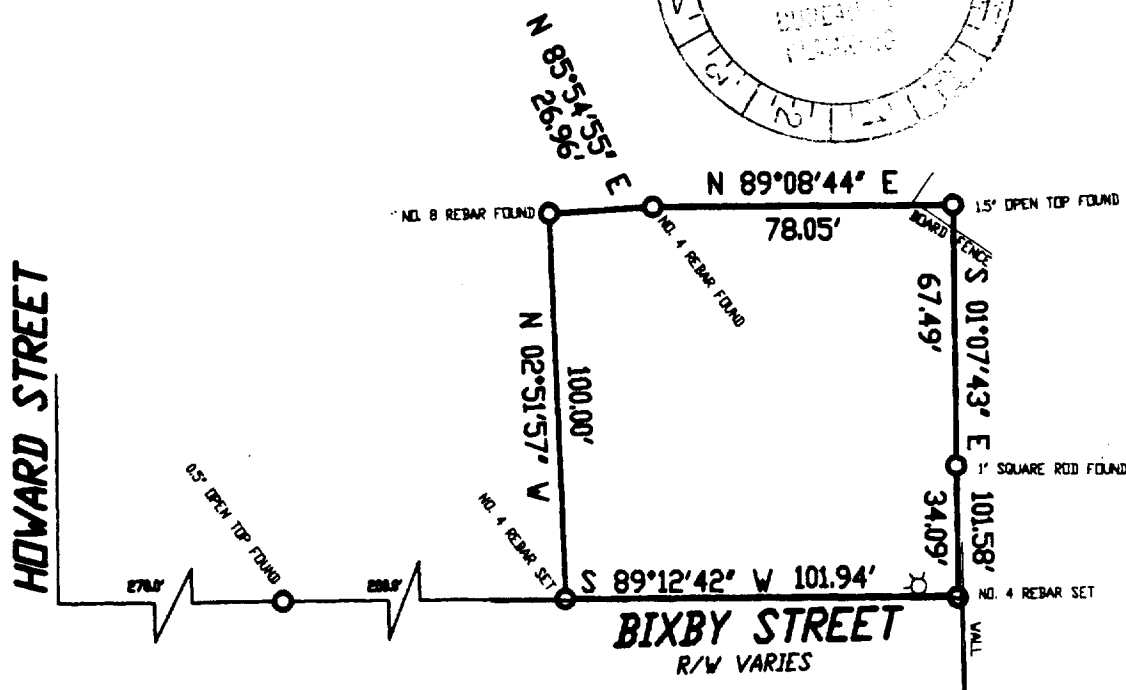 N 85°54'55" E
26.96'
N 89°08'44" E
78.05'
NO. 8 REBAR FOUND
NO. 4 REBAR FOUND
1.5" OPEN TOP FOUND
BOARD FENCE
S 01°07'43" E
67.49'
101.58'
34.09'
1" SQUARE ROD FOUND
N 02°51'57" W
100.00'
HOWARD STREET
0.5" OPEN TOP FOUND
NO. 4 REBAR SET
S 89°12'42" W 101.94'
NO. 4 REBAR SET
BIXBY STREET
R/W VARIES
WALL